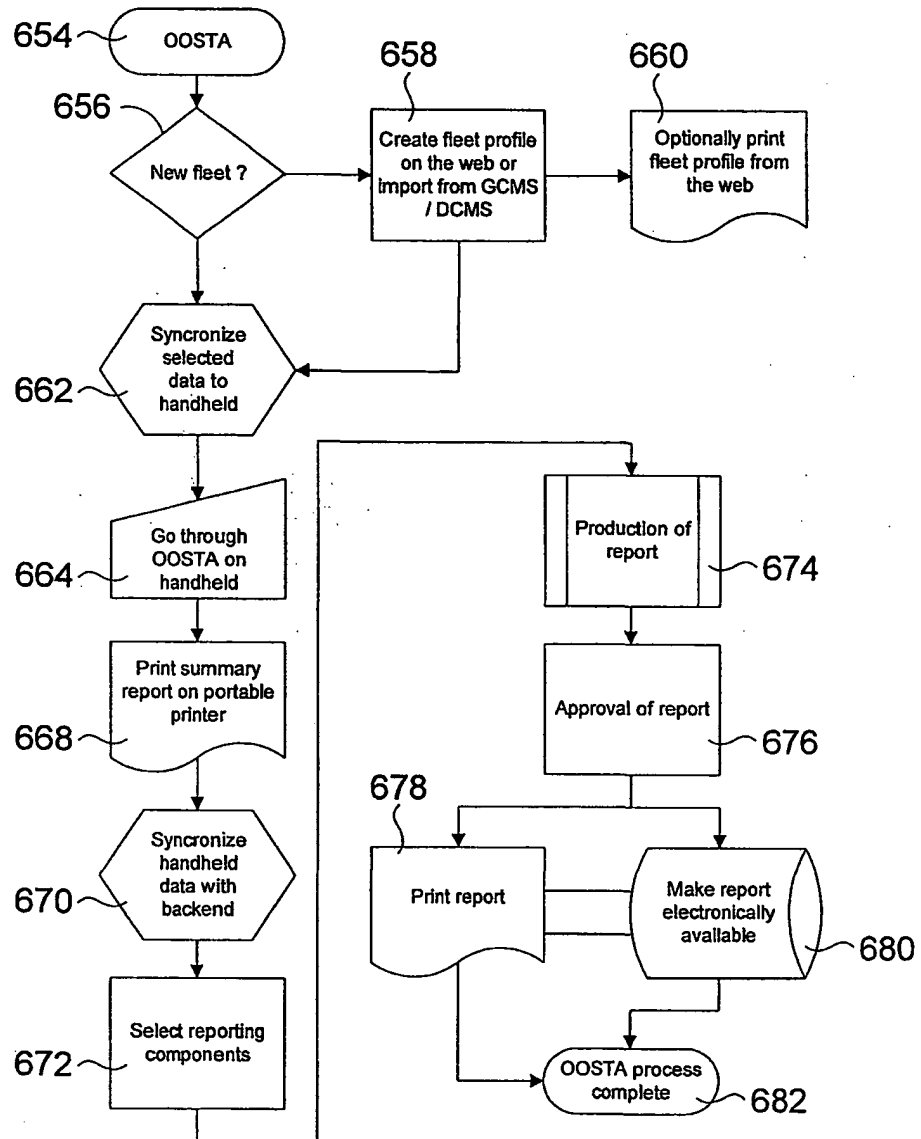 654
OOSTA
656
New fleet ?
658
Create fleet profile
on the web or
import from GCMS
/ DCMS
660
Optionally print
fleet profile from
the web
662
Syncronize
selected
data to
handheld
664
Go through
OOSTA on
handheld
668
Print summary
report on portable
printer
670
Syncronize
handheld
data with
backend
672
Select reporting
components
Production of
report
674
Approval of report
676
678
Print report
Make report
electronically
available
680
OOSTA process
complete
682